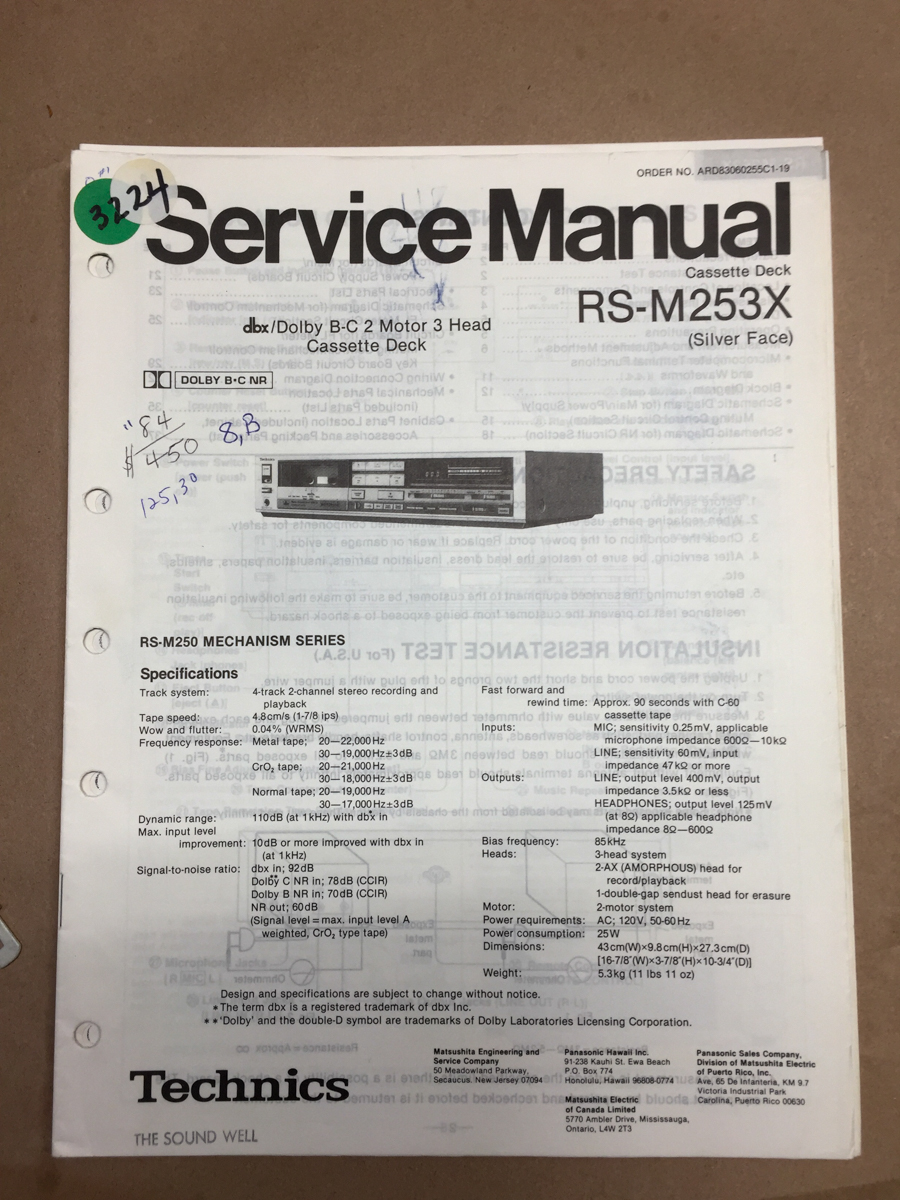 ORDER NO. ARD83060255C1-19
3224
Service Manual
Cassette Deck
RS-M253X
(Silver Face)
dbx/Dolby B-C 2 Motor 3 Head
Cassette Deck
DOLBY B•C NR
"84
$450
8,B
125,30
RS-M250 MECHANISM SERIES
Specifications
Track system: 4-track 2-channel stereo recording and
playback
Tape speed: 4.8cm/s (1-7/8 ips)
Wow and flutter: 0.04% (WRMS)
Frequency response: Metal tape; 20—22,000Hz
30—19,000Hz±3dB
CrO₂ tape; 20—21,000Hz
30—18,000Hz±3dB
Normal tape; 20—19,000Hz
30—17,000Hz±3dB
Dynamic range: 110dB (at 1kHz) with dbx in
Max. input level
improvement: 10dB or more improved with dbx in
(at 1kHz)
Signal-to-noise ratio: dbx in; 92dB
Dolby C NR in; 78dB (CCIR)
Dolby B NR in; 70dB (CCIR)
NR out; 60dB
(Signal level=max. input level A
weighted, CrO₂ type tape)
Fast forward and
rewind time: Approx. 90 seconds with C-60
cassette tape
Inputs: MIC; sensitivity 0.25mV, applicable
microphone impedance 600Ω—10kΩ
LINE; sensitivity 60mV, input
impedance 47kΩ or more
Outputs: LINE; output level 400mV, output
impedance 3.5kΩ or less
HEADPHONES; output level 125mV
(at 8Ω) applicable headphone
impedance 8Ω—600Ω
Bias frequency: 85kHz
Heads: 3-head system
2-AX (AMORPHOUS) head for
record/playback
1-double-gap sendust head for erasure
Motor: 2-motor system
Power requirements: AC; 120V, 50-60Hz
Power consumption: 25W
Dimensions: 43cm(W)×9.8cm(H)×27.3cm(D)
[16-7/8″(W)×3-7/8″(H)×10-3/4″(D)]
Weight: 5.3kg (11 lbs 11 oz)
Design and specifications are subject to change without notice.
*The term dbx is a registered trademark of dbx Inc.
**'Dolby' and the double-D symbol are trademarks of Dolby Laboratories Licensing Corporation.
Technics
THE SOUND WELL
Matsushita Engineering and
Service Company
50 Meadowland Parkway,
Secaucus, New Jersey 07094
Panasonic Hawaii Inc.
91-238 Kauhi St. Ewa Beach
P.O. Box 774
Honolulu, Hawaii 96808-0774
Matsushita Electric
of Canada Limited
5770 Ambler Drive, Mississauga,
Ontario, L4W 2T3
Panasonic Sales Company,
Division of Matsushita Electric
of Puerto Rico, Inc.
Ave, 65 De Infanteria, KM 9.7
Victoria Industrial Park
Carolina, Puerto Rico 00630